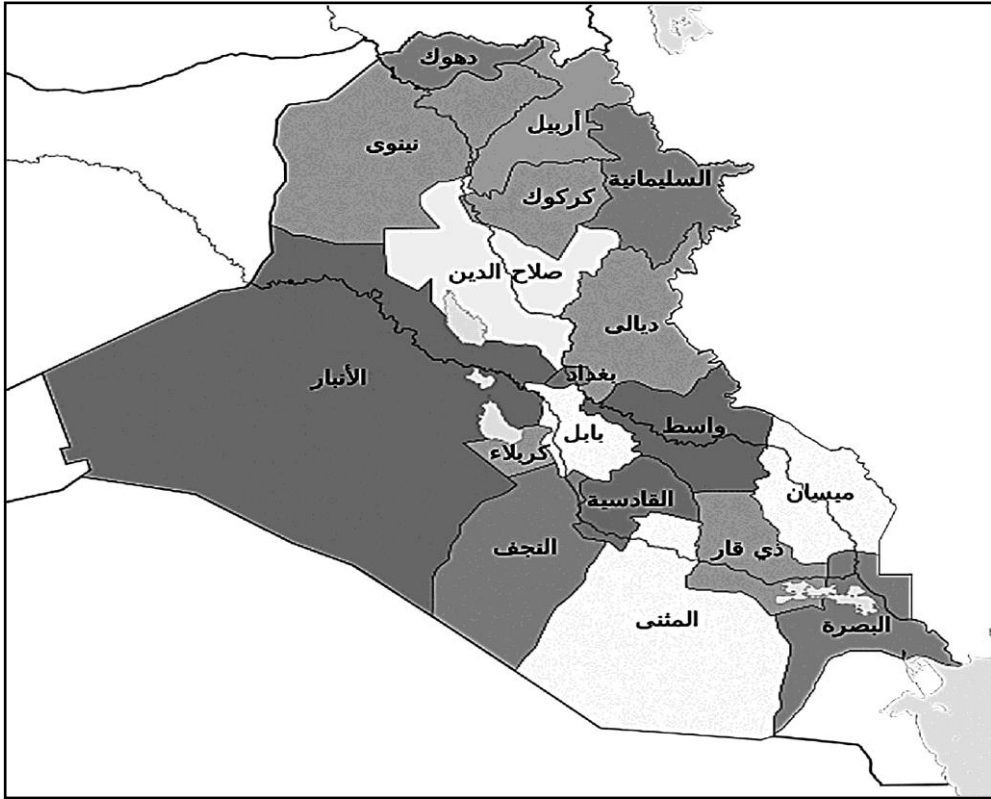 دهوك
أربيل
نينوى
السليمانية
كركوك
صلاح الدين
ديالى
بغداد
الأنبار
واسط
بابل
كربلاء
ميسان
القادسية
النجف
ذي قار
المثنى
البصرة